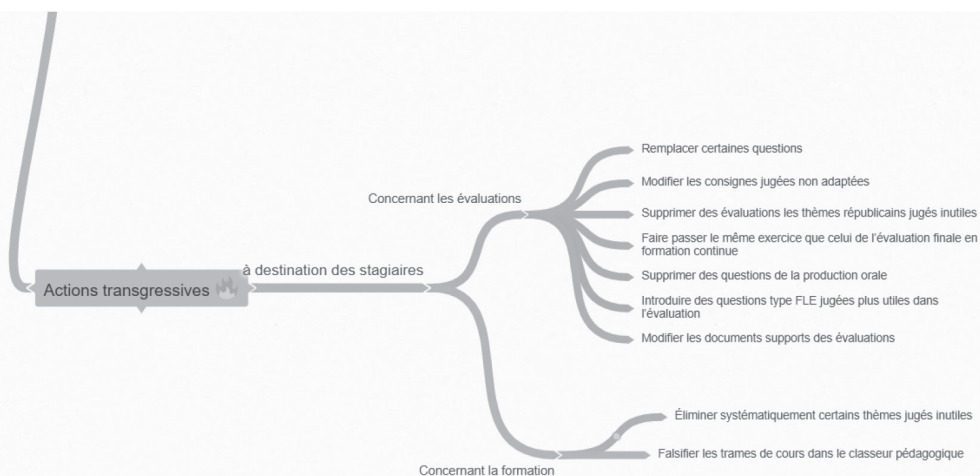 Remplacer certaines questions
Modifier les consignes jugées non adaptées
Concernant les évaluations
Supprimer des évaluations les thèmes républicains jugés inutiles
Faire passer le même exercice que celui de l’évaluation finale en
formation continue
à destination des stagiaires
Supprimer des questions de la production orale
Actions transgressives
Introduire des questions type FLE jugées plus utiles dans
l’évaluation
Modifier les documents supports des évaluations
Éliminer systématiquement certains thèmes jugés inutiles
Falsifier les trames de cours dans le classeur pédagogique
Concernant la formation